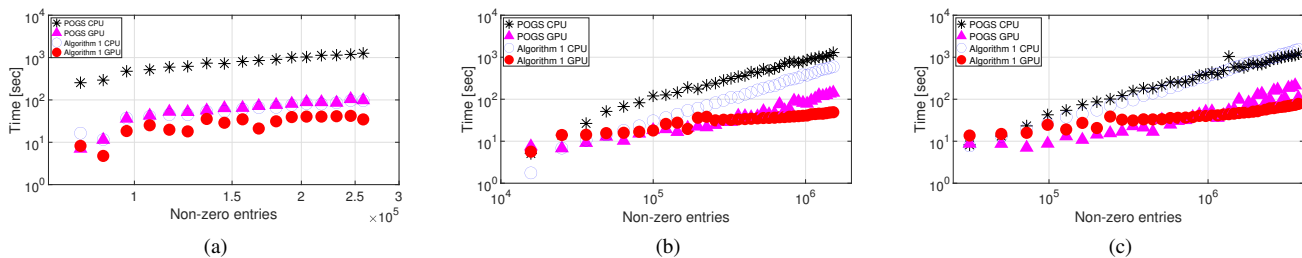 10^4
10^3
10^2
10^1
10^0
Time [sec]
POGS CPU
POGS GPU
Algorithm 1 CPU
Algorithm 1 GPU
1
1.5
2
2.5
3
×10^5
Non-zero entries
(a)
10^4
10^3
10^2
10^1
10^0
Time [sec]
POGS CPU
POGS GPU
Algorithm 1 CPU
Algorithm 1 GPU
10^4
10^5
10^6
Non-zero entries
(b)
10^4
10^3
10^2
10^1
10^0
Time [sec]
POGS CPU
POGS GPU
Algorithm 1 CPU
Algorithm 1 GPU
10^5
10^6
Non-zero entries
(c)